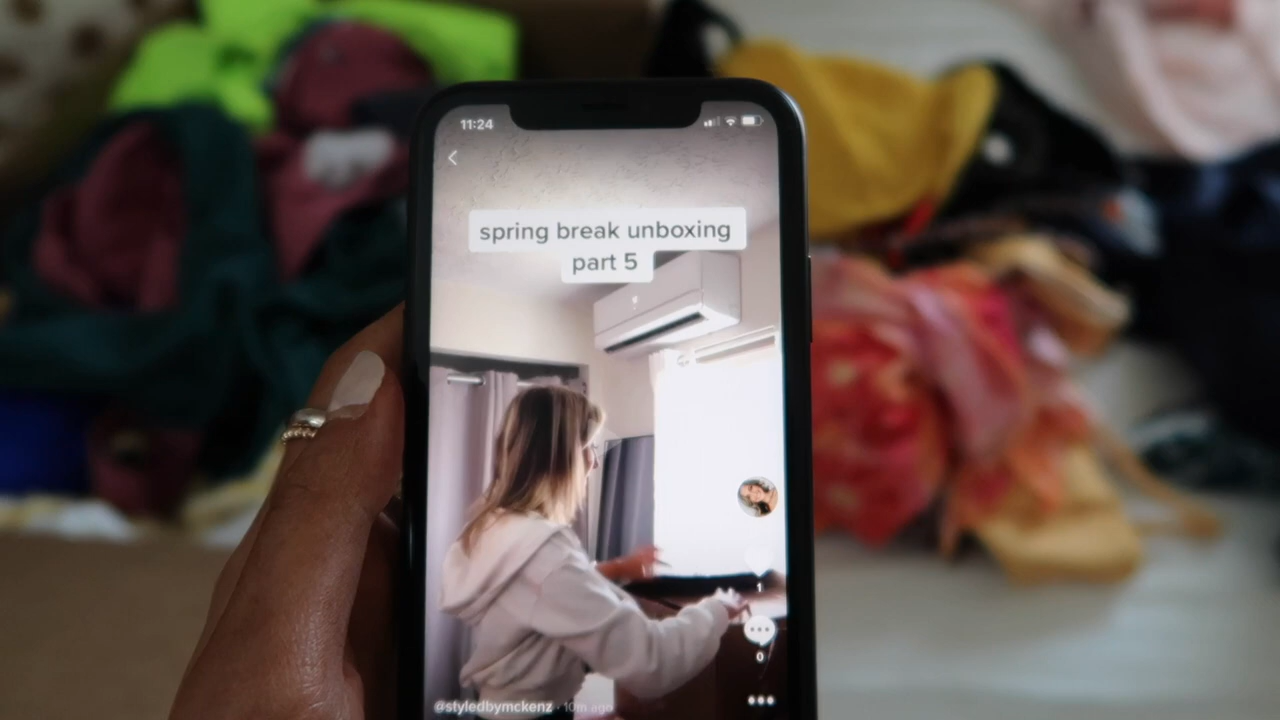 11:24
spring break unboxing
part 5
1
0
@styledbymckenz · 10m ago